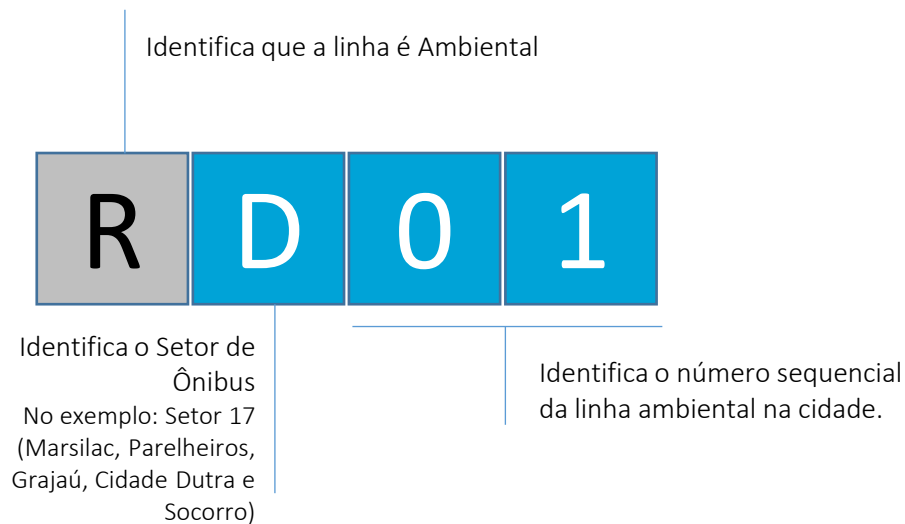 Identifica que a linha é Ambiental
R D 0 1
Identifica o Setor de
Ônibus
No exemplo: Setor 17
(Marsilac, Parelheiros,
Grajaú, Cidade Dutra e
Socorro)
Identifica o número sequencial
da linha ambiental na cidade.